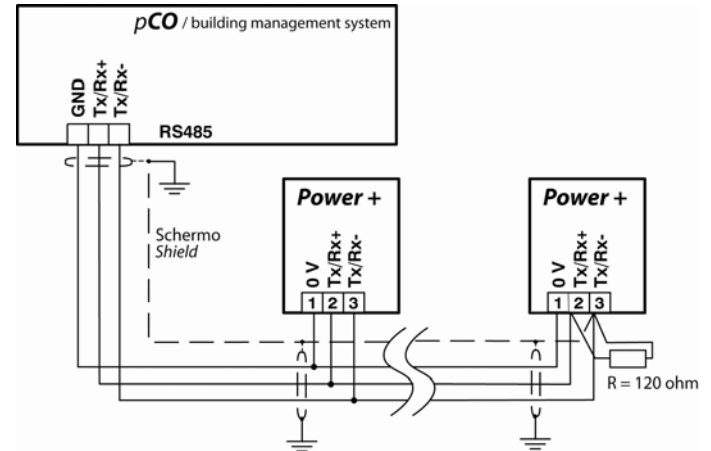 pCO / building management system
GND
Tx/Rx+
Tx/Rx-
RS485
Schermo
Shield
Power +
0 V
Tx/Rx+
Tx/Rx-
1 2 3
Power +
0 V
Tx/Rx+
Tx/Rx-
1 2 3
R = 120 ohm